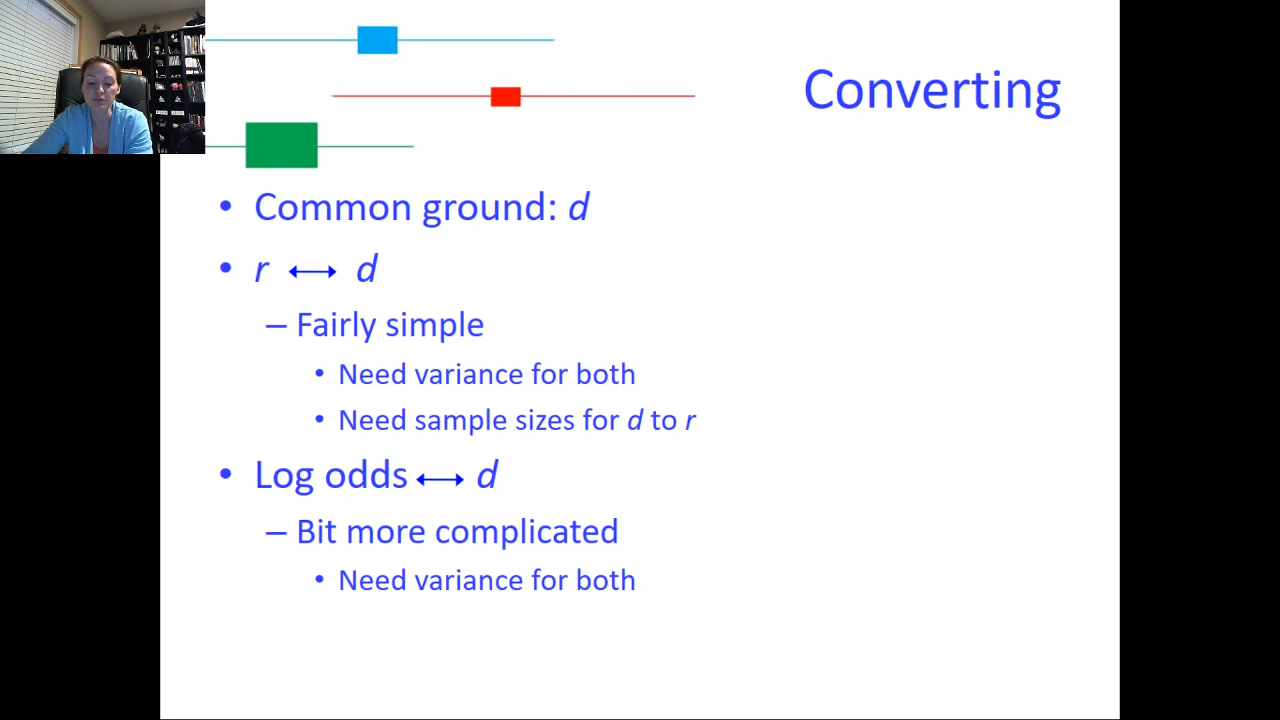 Converting
• Common ground: d
• r ⟷ d
– Fairly simple
• Need variance for both
• Need sample sizes for d to r
• Log odds ⟷ d
– Bit more complicated
• Need variance for both